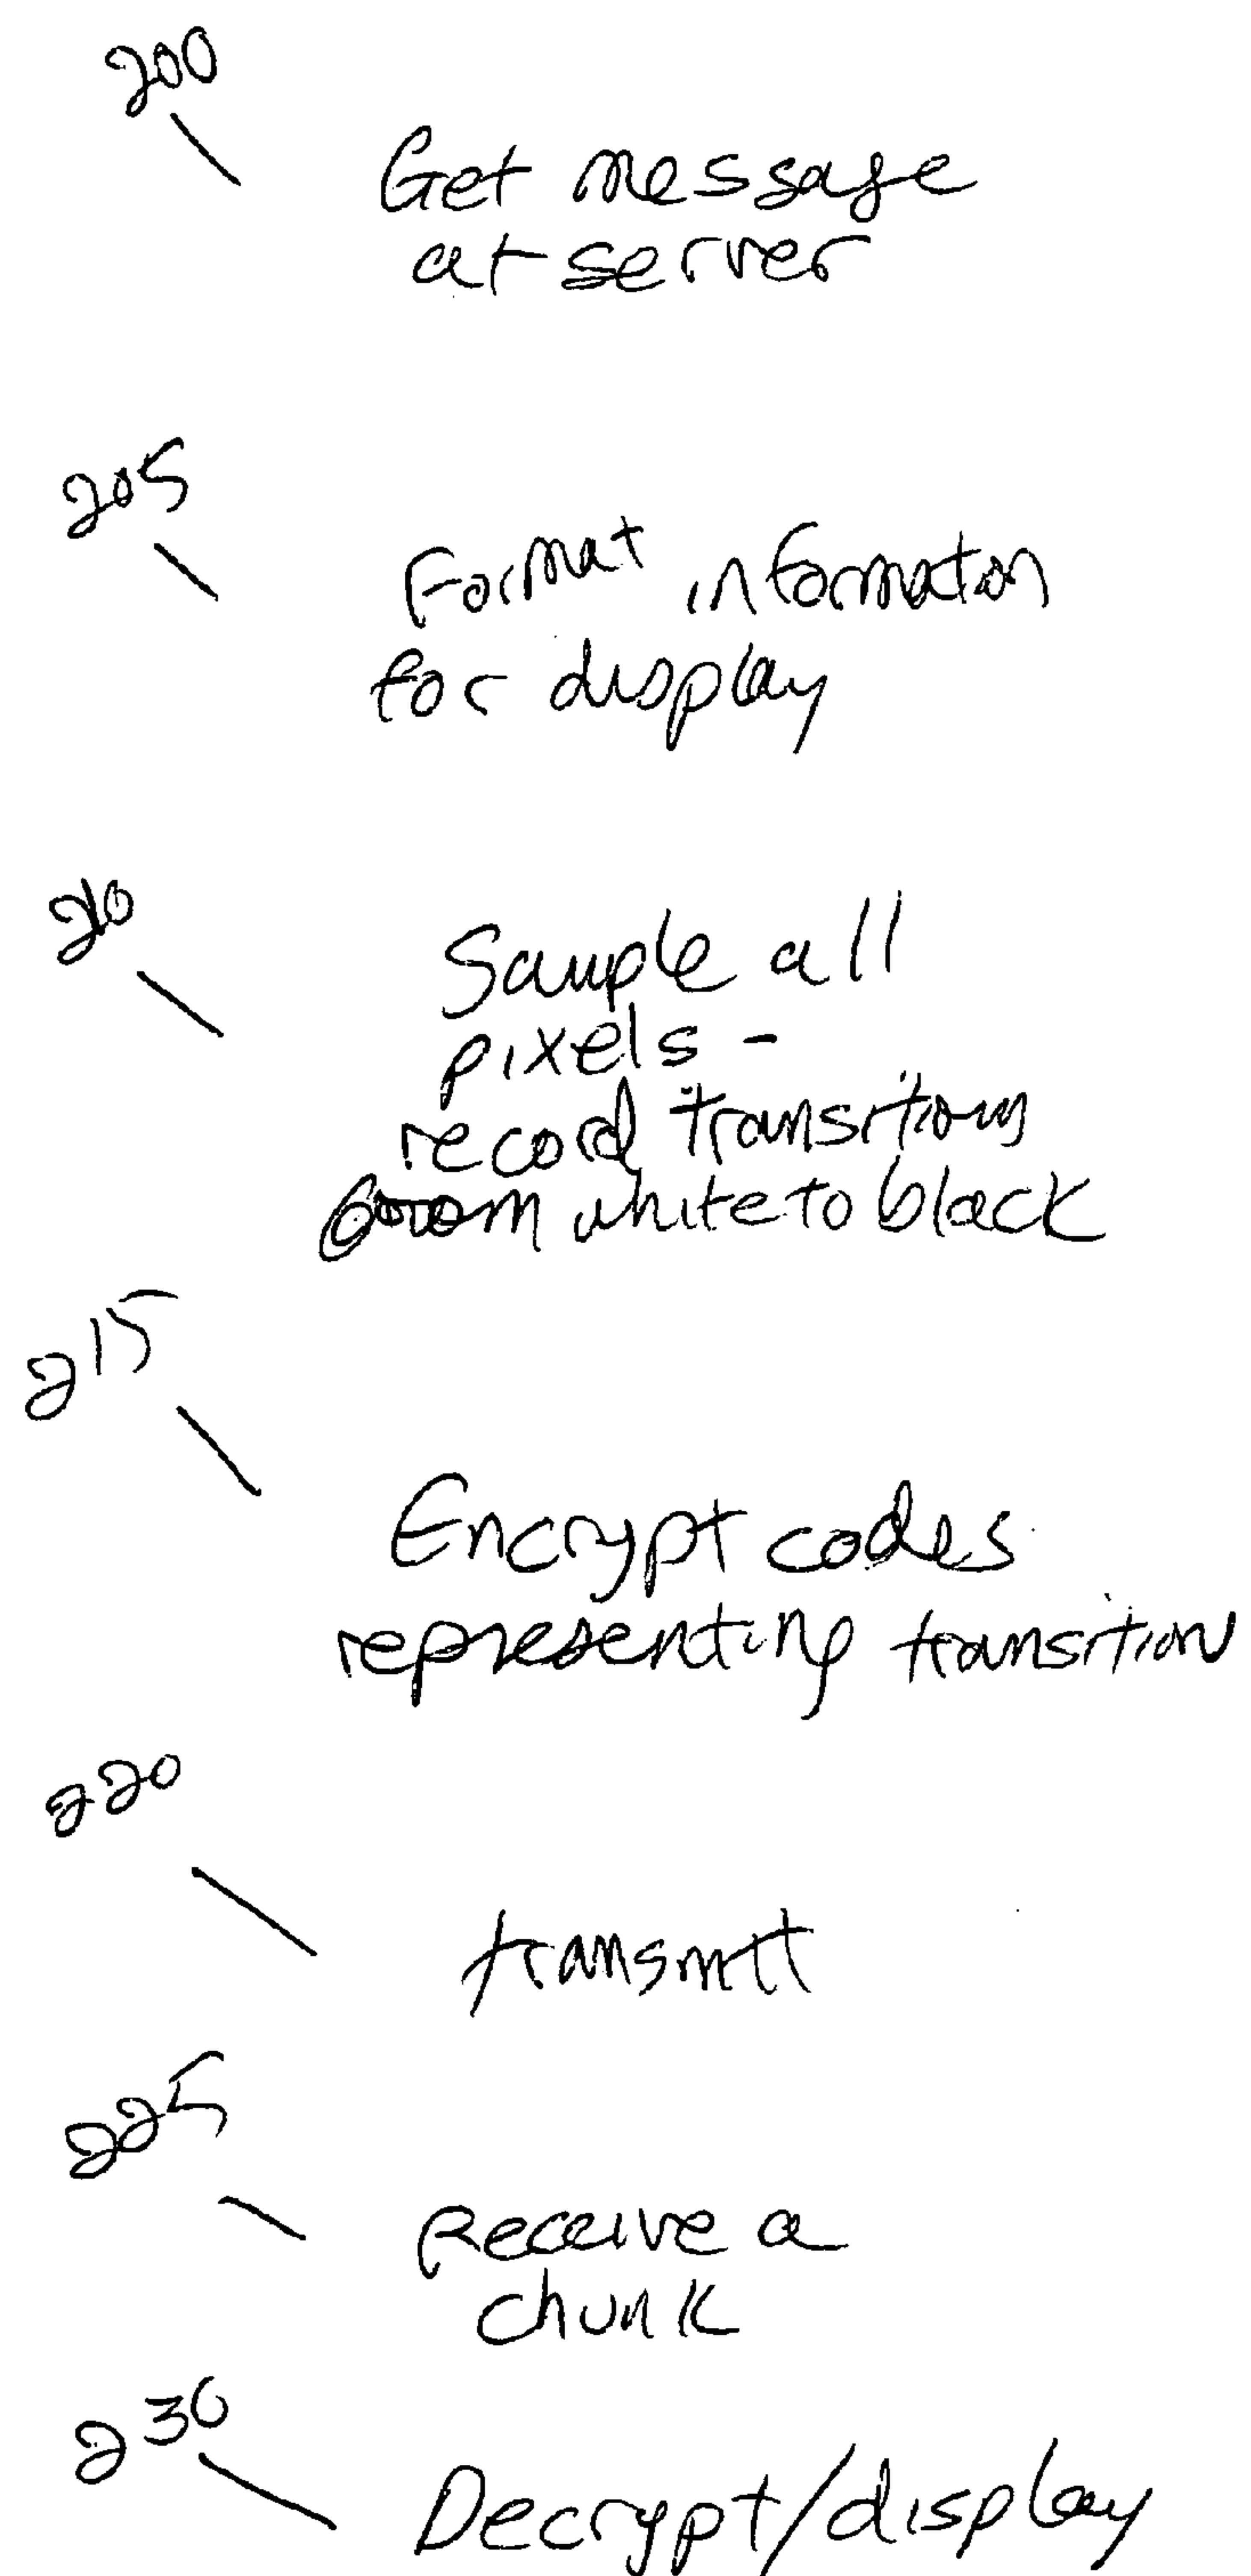 200
Get message
at server
205
Format information
for display
210
Sample all
pixels -
record transitions
from white to black
215
Encrypt codes
representing transition
220
transmit
225
Receive a
chunk
230
Decrypt/display